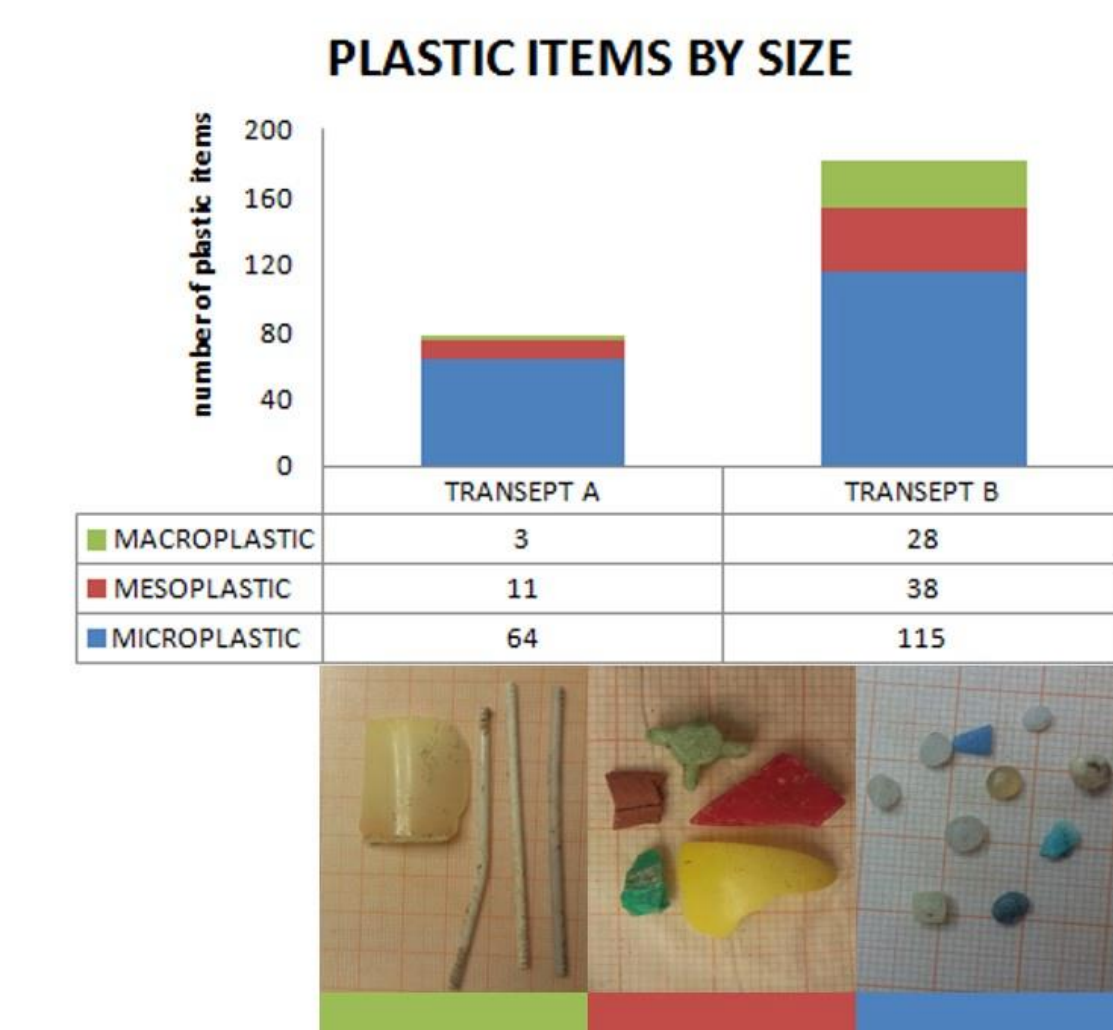 PLASTIC ITEMS BY SIZE
number of plastic items
200
160
120
80
40
0
TRANSEPT A TRANSEPT B
MACROPLASTIC 3 28
MESOPLASTIC 11 38
MICROPLASTIC 64 115